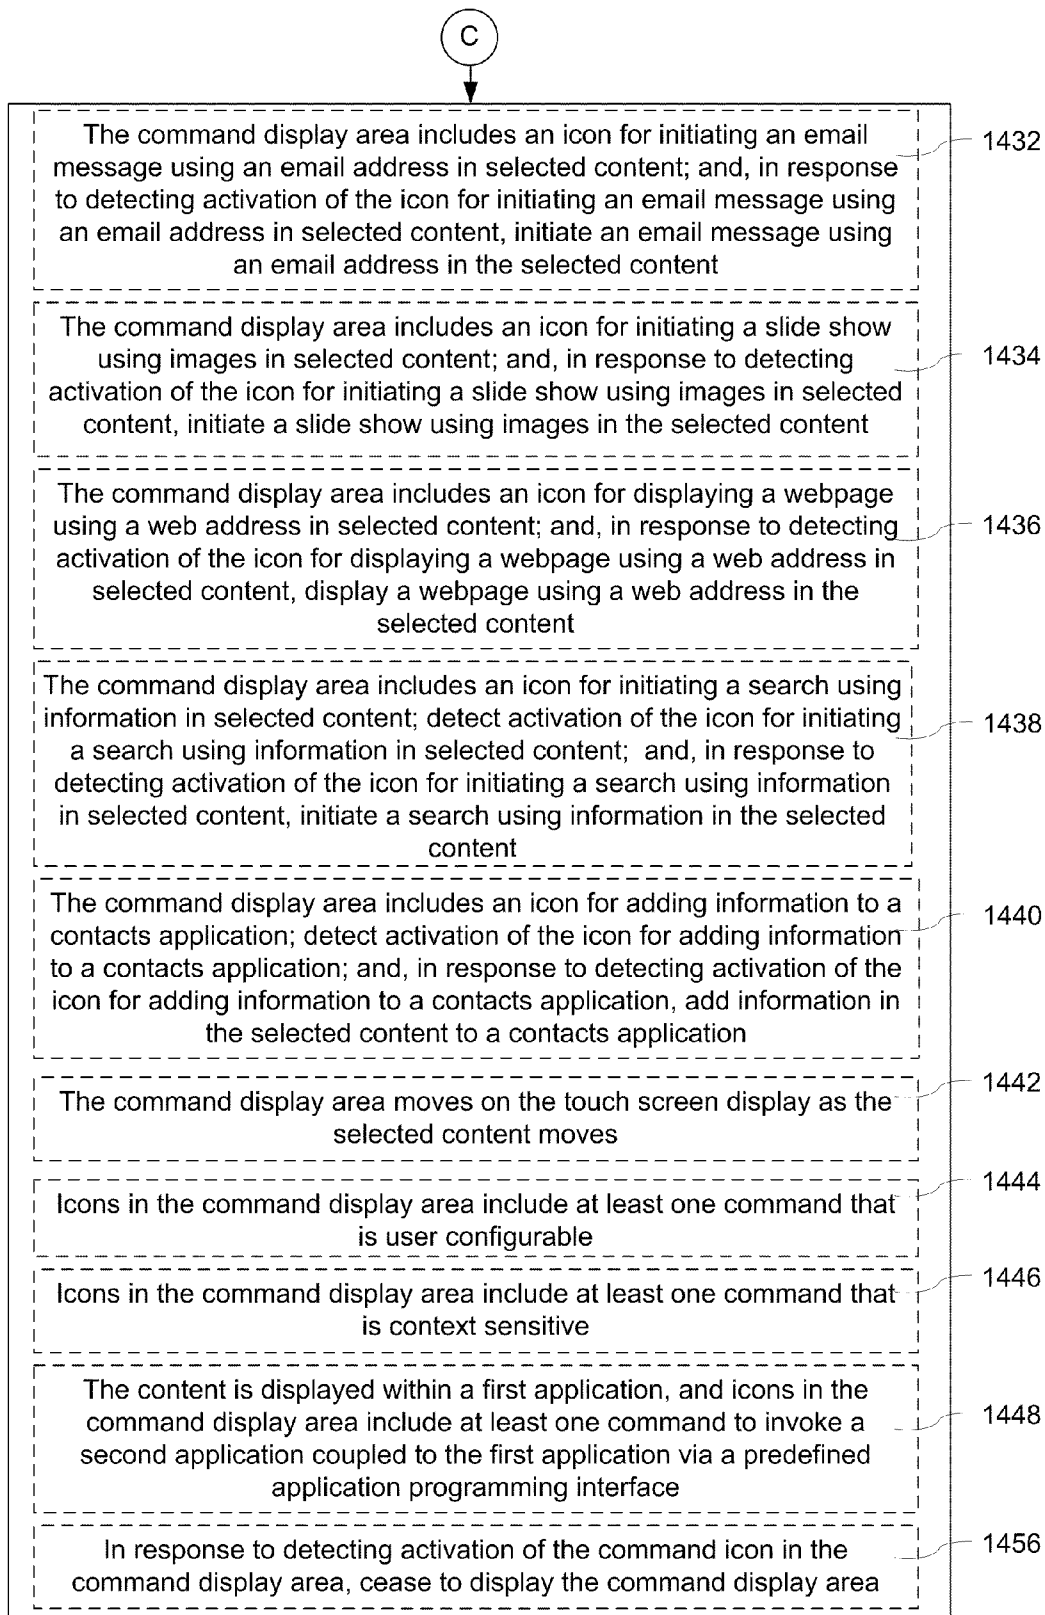 C
The command display area includes an icon for initiating an email
message using an email address in selected content; and, in response
to detecting activation of the icon for initiating an email message using
an email address in selected content, initiate an email message using
an email address in the selected content
1432
The command display area includes an icon for initiating a slide show
using images in selected content; and, in response to detecting
activation of the icon for initiating a slide show using images in selected
content, initiate a slide show using images in the selected content
1434
The command display area includes an icon for displaying a webpage
using a web address in selected content; and, in response to detecting
activation of the icon for displaying a webpage using a web address in
selected content, display a webpage using a web address in the
selected content
1436
The command display area includes an icon for initiating a search using
information in selected content; detect activation of the icon for initiating
a search using information in selected content; and, in response to
detecting activation of the icon for initiating a search using information
in selected content, initiate a search using information in the selected
content
1438
The command display area includes an icon for adding information to a
contacts application; detect activation of the icon for adding information
to a contacts application; and, in response to detecting activation of the
icon for adding information to a contacts application, add information in
the selected content to a contacts application
1440
The command display area moves on the touch screen display as the
selected content moves
1442
Icons in the command display area include at least one command that
is user configurable
1444
Icons in the command display area include at least one command that
is context sensitive
1446
The content is displayed within a first application, and icons in the
command display area include at least one command to invoke a
second application coupled to the first application via a predefined
application programming interface
1448
In response to detecting activation of the command icon in the
command display area, cease to display the command display area
1456